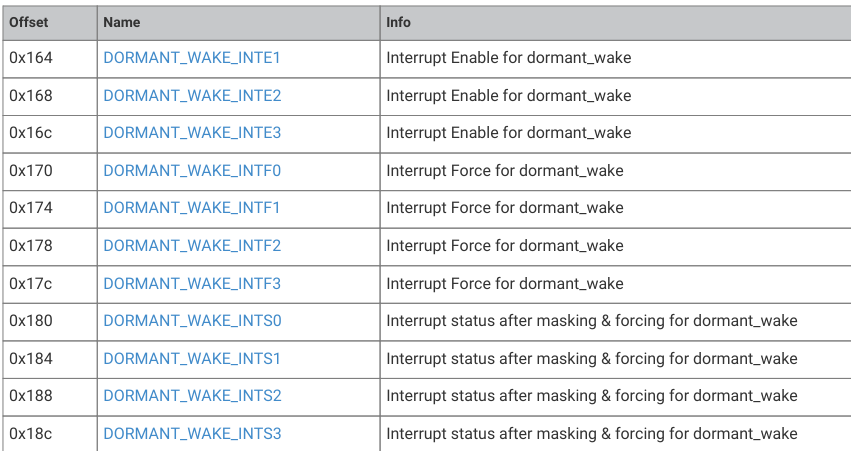 Offset Name Info
0x164 DORMANT_WAKE_INTE1 Interrupt Enable for dormant_wake
0x168 DORMANT_WAKE_INTE2 Interrupt Enable for dormant_wake
0x16c DORMANT_WAKE_INTE3 Interrupt Enable for dormant_wake
0x170 DORMANT_WAKE_INTF0 Interrupt Force for dormant_wake
0x174 DORMANT_WAKE_INTF1 Interrupt Force for dormant_wake
0x178 DORMANT_WAKE_INTF2 Interrupt Force for dormant_wake
0x17c DORMANT_WAKE_INTF3 Interrupt Force for dormant_wake
0x180 DORMANT_WAKE_INTS0 Interrupt status after masking & forcing for dormant_wake
0x184 DORMANT_WAKE_INTS1 Interrupt status after masking & forcing for dormant_wake
0x188 DORMANT_WAKE_INTS2 Interrupt status after masking & forcing for dormant_wake
0x18c DORMANT_WAKE_INTS3 Interrupt status after masking & forcing for dormant_wake